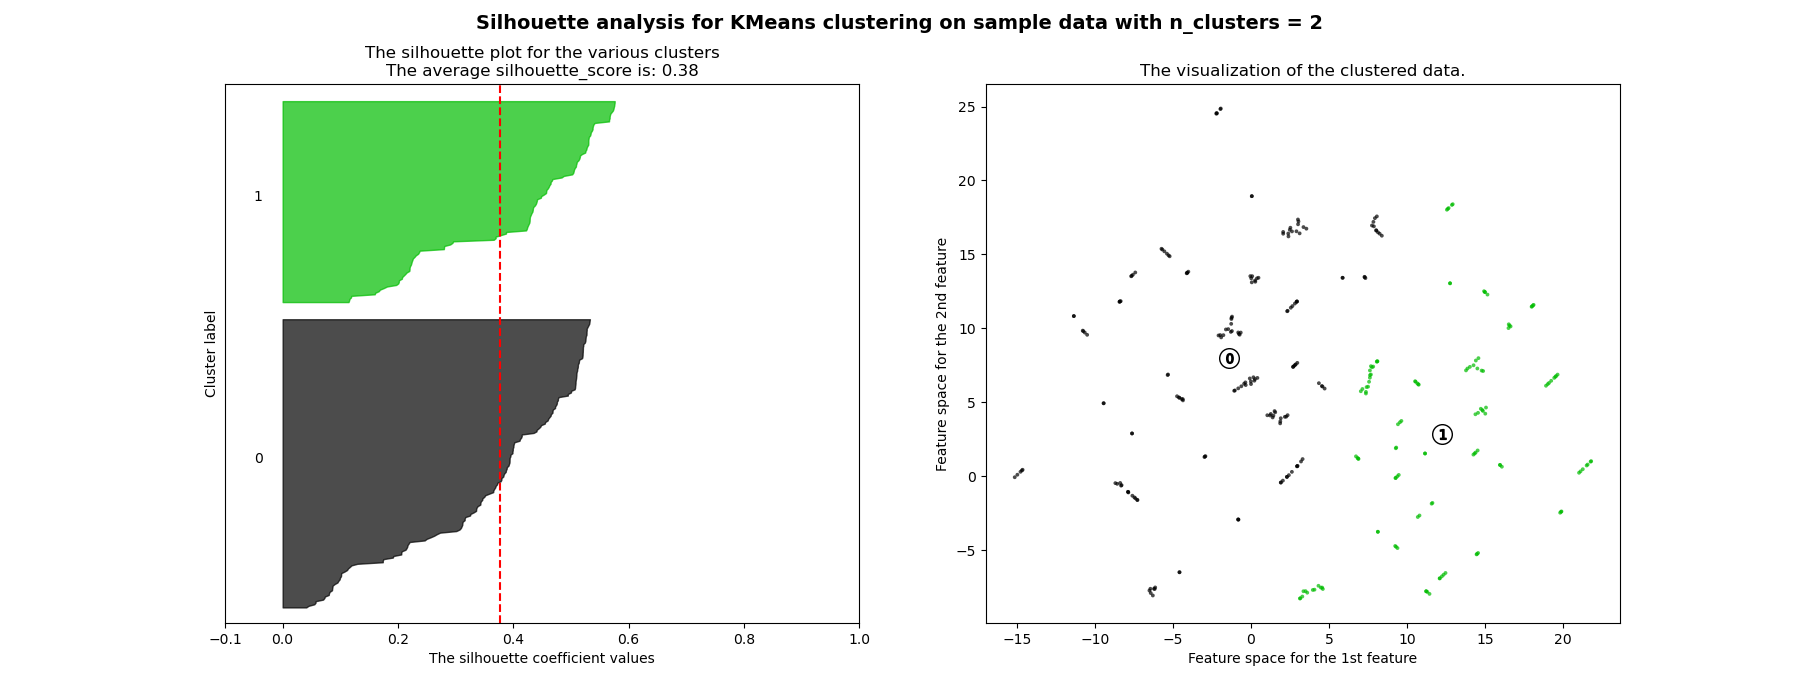 Silhouette analysis for KMeans clustering on sample data with n_clusters = 2
The silhouette plot for the various clusters
The average silhouette_score is: 0.38
1
0
Cluster label
−0.1 0.0 0.2 0.4 0.6 0.8 1.0
The silhouette coefficient values
The visualization of the clustered data.
25
20
15
10
5
0
−5
Feature space for the 2nd feature
0
1
−15 −10 −5 0 5 10 15 20
Feature space for the 1st feature